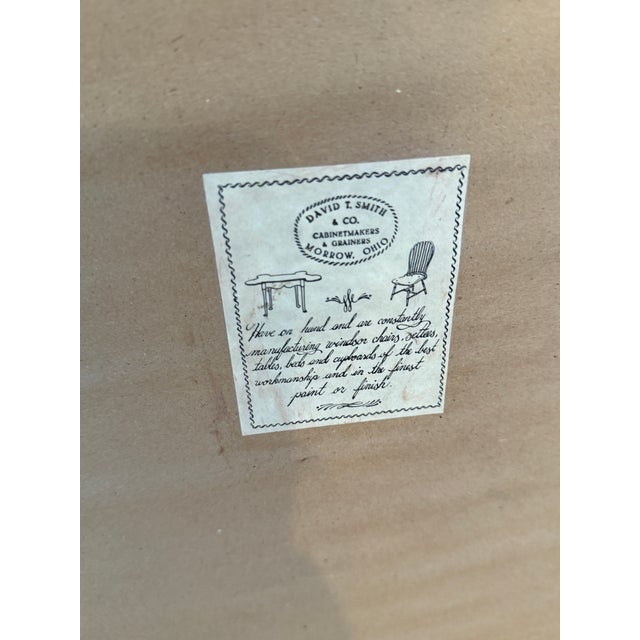 DAVID T. SMITH
& CO.
CABINETMAKERS
& GRAINERS
MORROW, OHIO
Have on hand and are constantly
manufacturing windsor chairs, settees,
tables, beds and cupboards of the best
workmanship and in the finest
paint or finish.